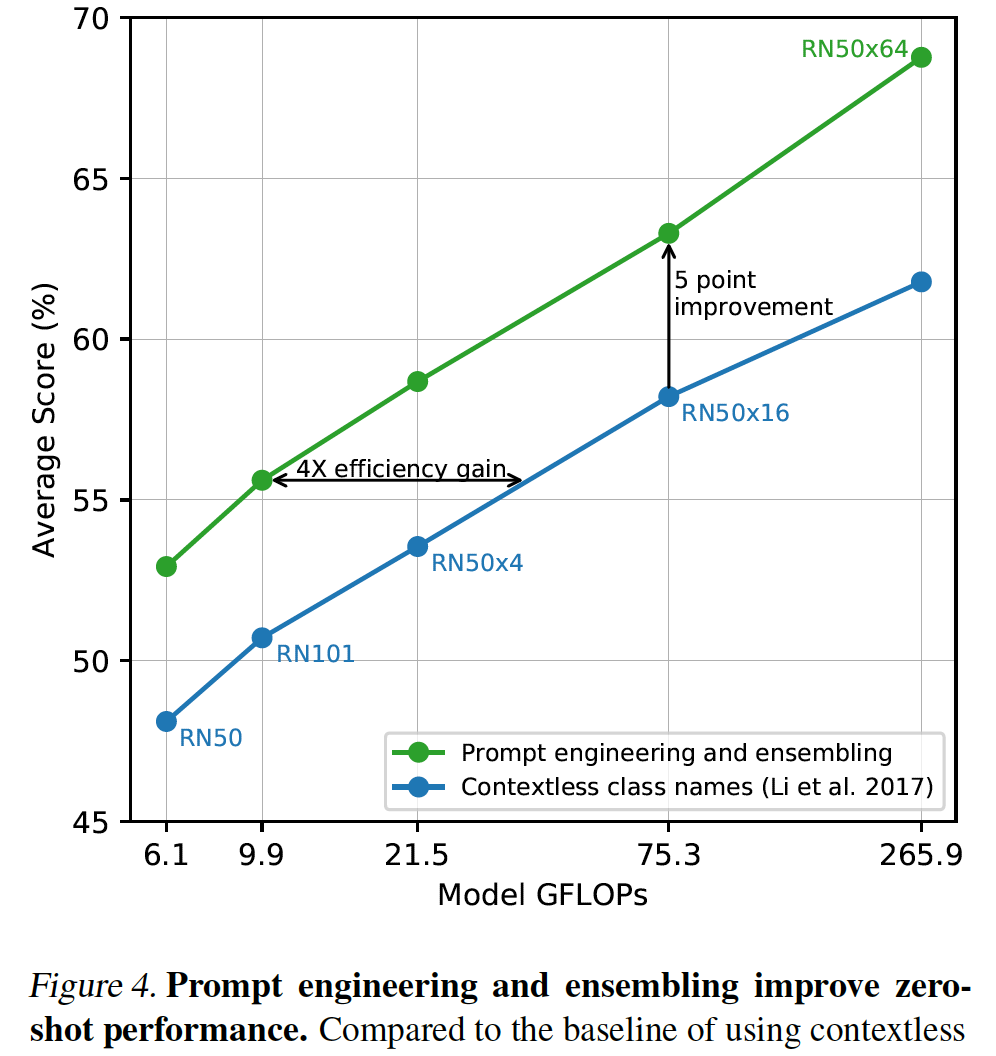 70
65
60
55
50
45
Average Score (%)
RN50x64
5 point
improvement
RN50x16
4X efficiency gain
RN50x4
RN101
RN50
Prompt engineering and ensembling
Contextless class names (Li et al. 2017)
6.1 9.9 21.5 75.3 265.9
Model GFLOPs
Figure 4. Prompt engineering and ensembling improve zero-
shot performance. Compared to the baseline of using contextless